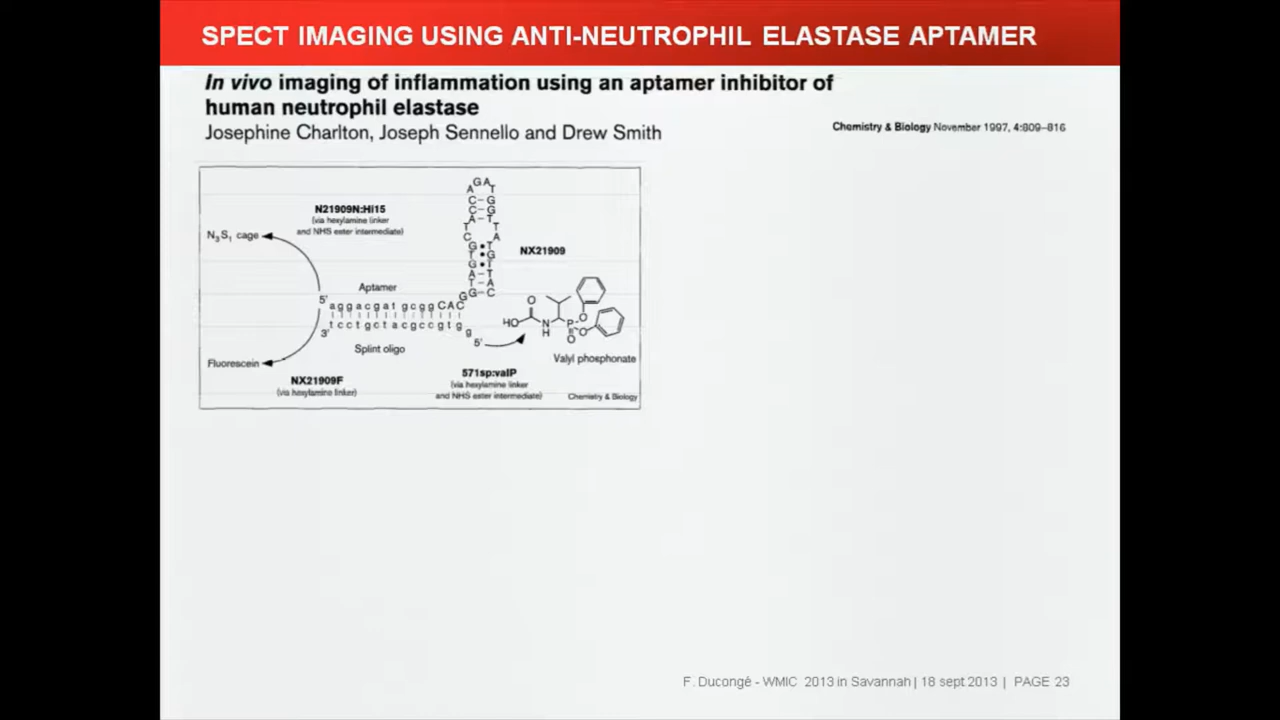 SPECT IMAGING USING ANTI-NEUTROPHIL ELASTASE APTAMER
In vivo imaging of inflammation using an aptamer inhibitor of
human neutrophil elastase
Josephine Charlton, Joseph Sennello and Drew Smith
Chemistry & Biology November 1997, 4:809–816
N21909N:Hi15
(via hexylamine linker
and NHS ester intermediate)
N3S1 cage
NX21909
Aptamer
5'
aggacgat gcggCAC
tcctgctacgccgtg
g
3'
5'
Splint oligo
HO
O
N
H
P
O
O
O
Valyl phosphonate
Fluorescein
NX21909F
(via hexylamine linker)
571sp:valP
(via hexylamine linker
and NHS ester intermediate)
Chemistry & Biology
F. Ducongé - WMIC 2013 in Savannah | 18 sept 2013 | PAGE 23